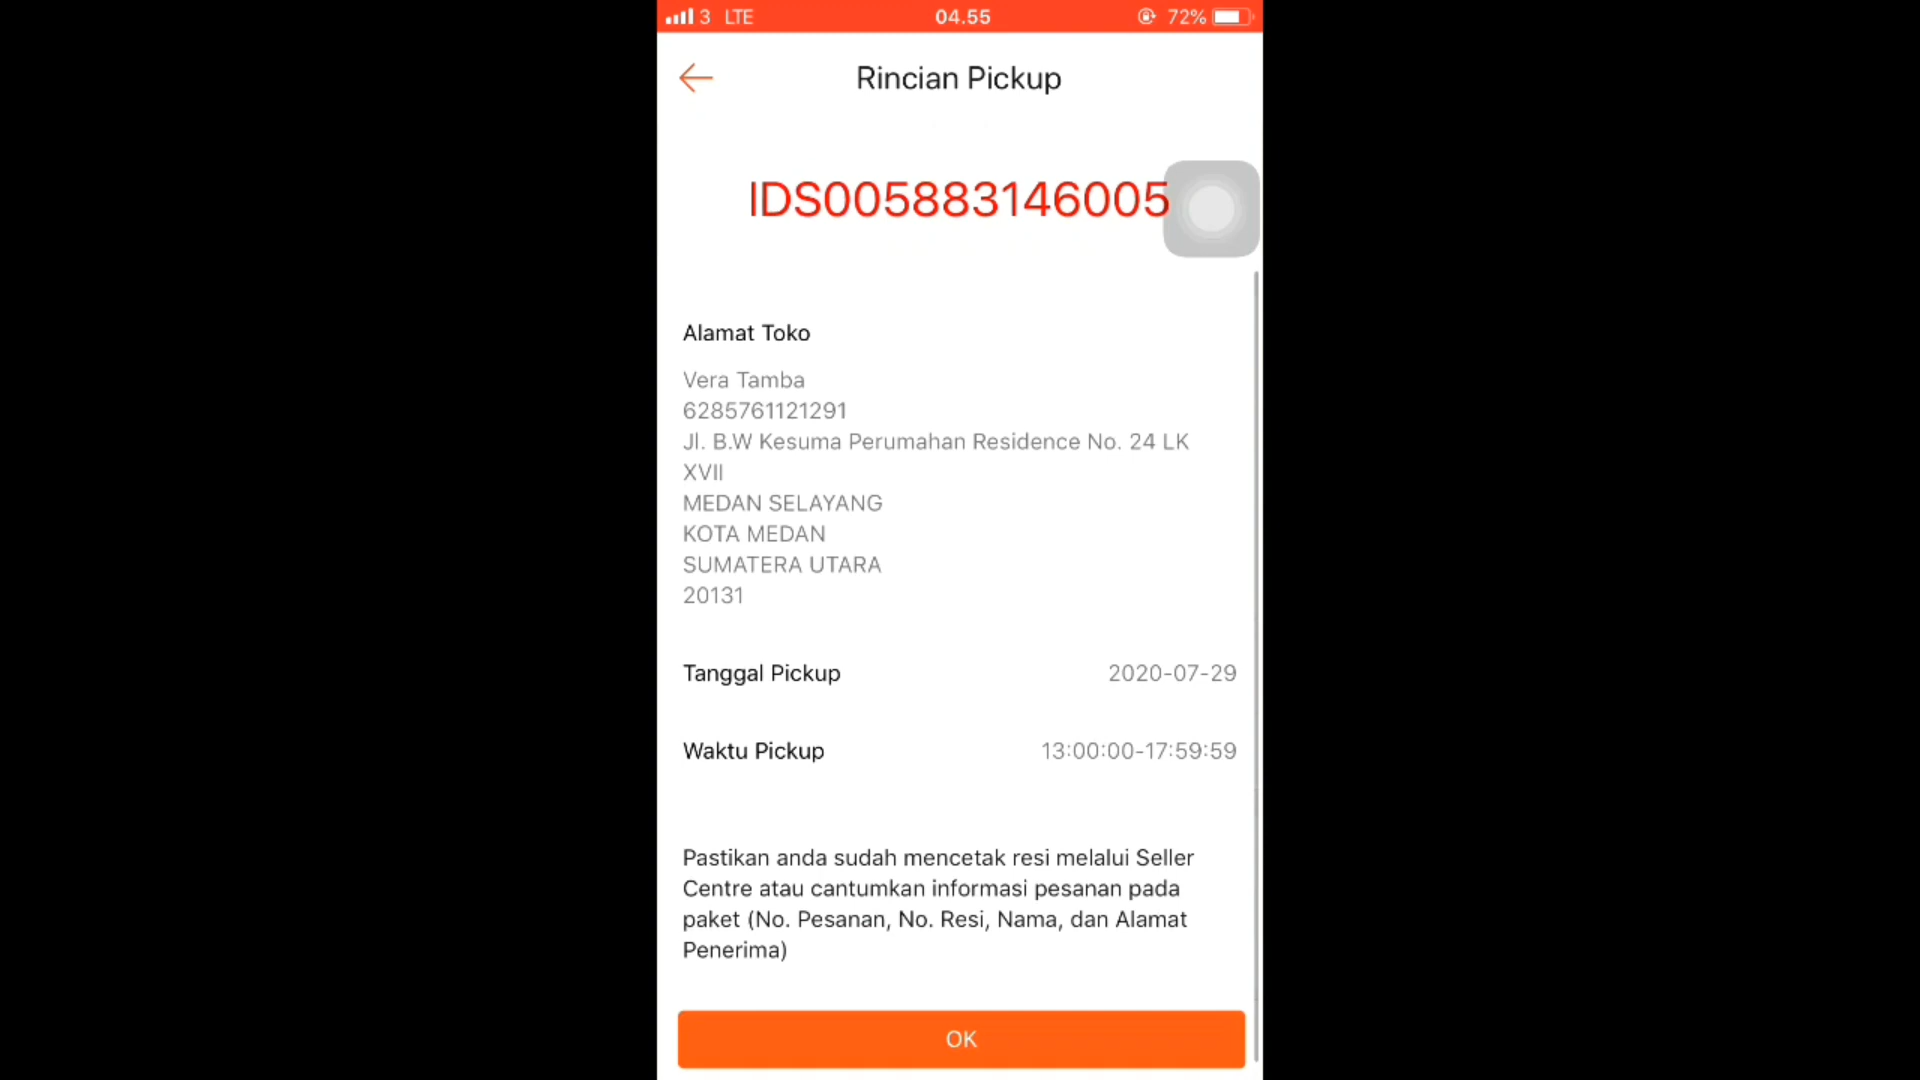 3 LTE 04.55 72%
Rincian Pickup
IDS005883146005
Alamat Toko
Vera Tamba
6285761121291
Jl. B.W Kesuma Perumahan Residence No. 24 LK
XVII
MEDAN SELAYANG
KOTA MEDAN
SUMATERA UTARA
20131
Tanggal Pickup 2020-07-29
Waktu Pickup 13:00:00-17:59:59
Pastikan anda sudah mencetak resi melalui Seller
Centre atau cantumkan informasi pesanan pada
paket (No. Pesanan, No. Resi, Nama, dan Alamat
Penerima)
OK